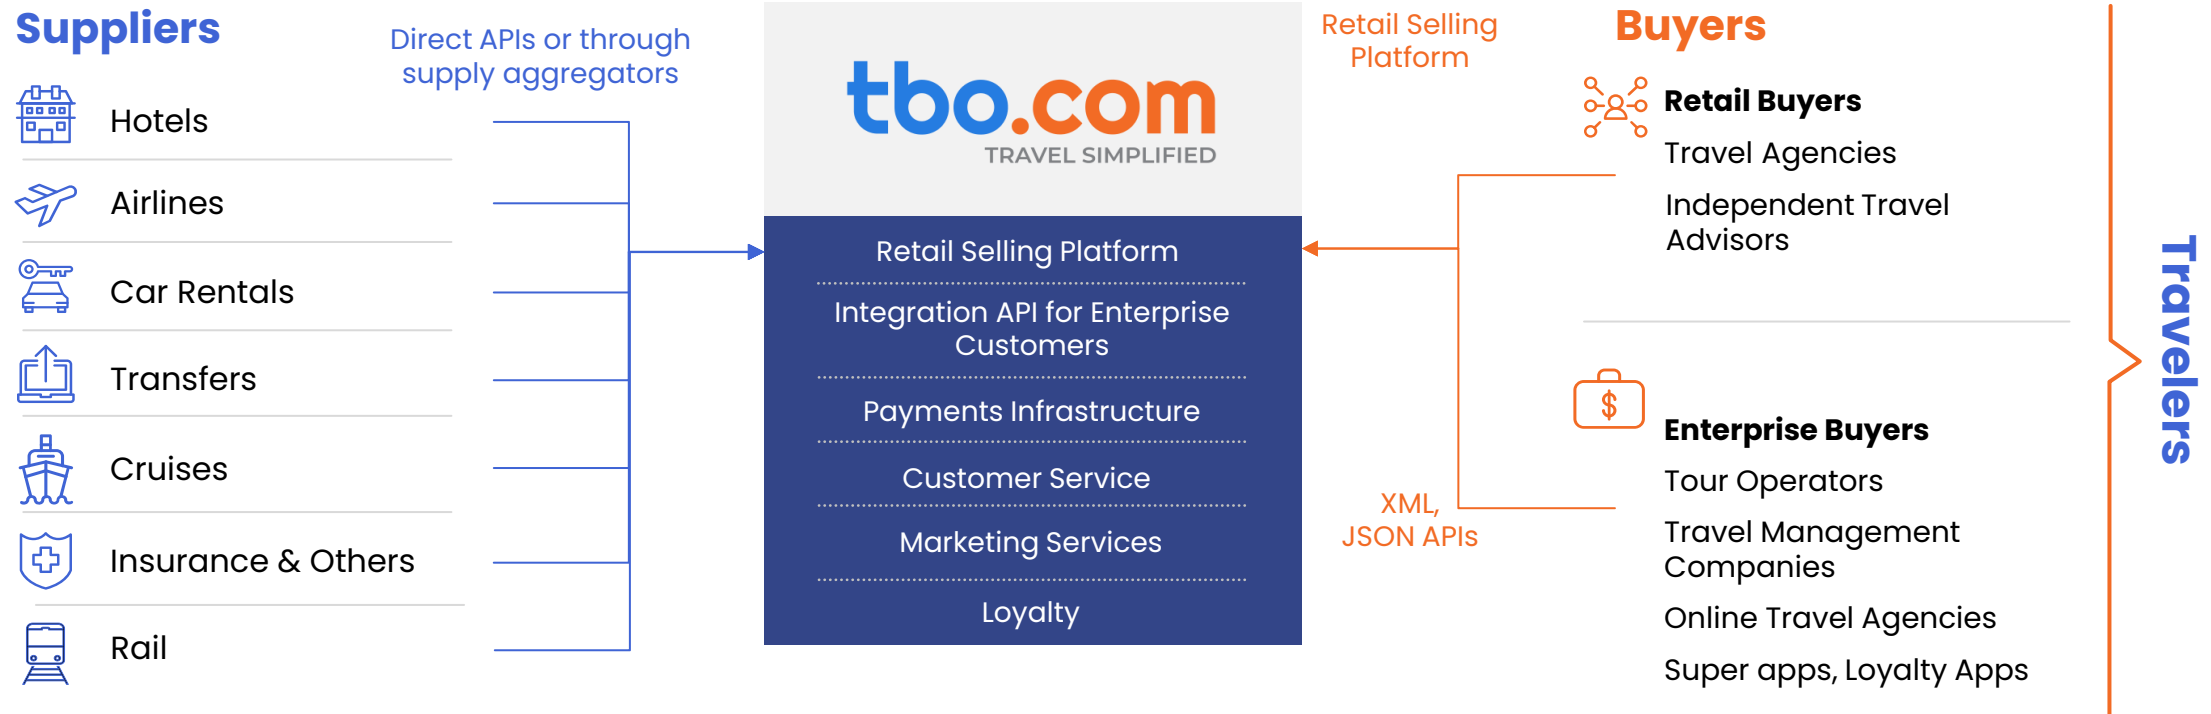 Suppliers
Direct APIs or through
supply aggregators
Hotels
Airlines
Car Rentals
Transfers
Cruises
Insurance & Others
Rail
tbo.com
TRAVEL SIMPLIFIED
Retail Selling Platform
Integration API for Enterprise
Customers
Payments Infrastructure
Customer Service
Marketing Services
Loyalty
Retail Selling
Platform
XML,
JSON APIs
Buyers
Retail Buyers
Travel Agencies
Independent Travel
Advisors
$
Enterprise Buyers
Tour Operators
Travel Management
Companies
Online Travel Agencies
Super apps, Loyalty Apps
Travelers